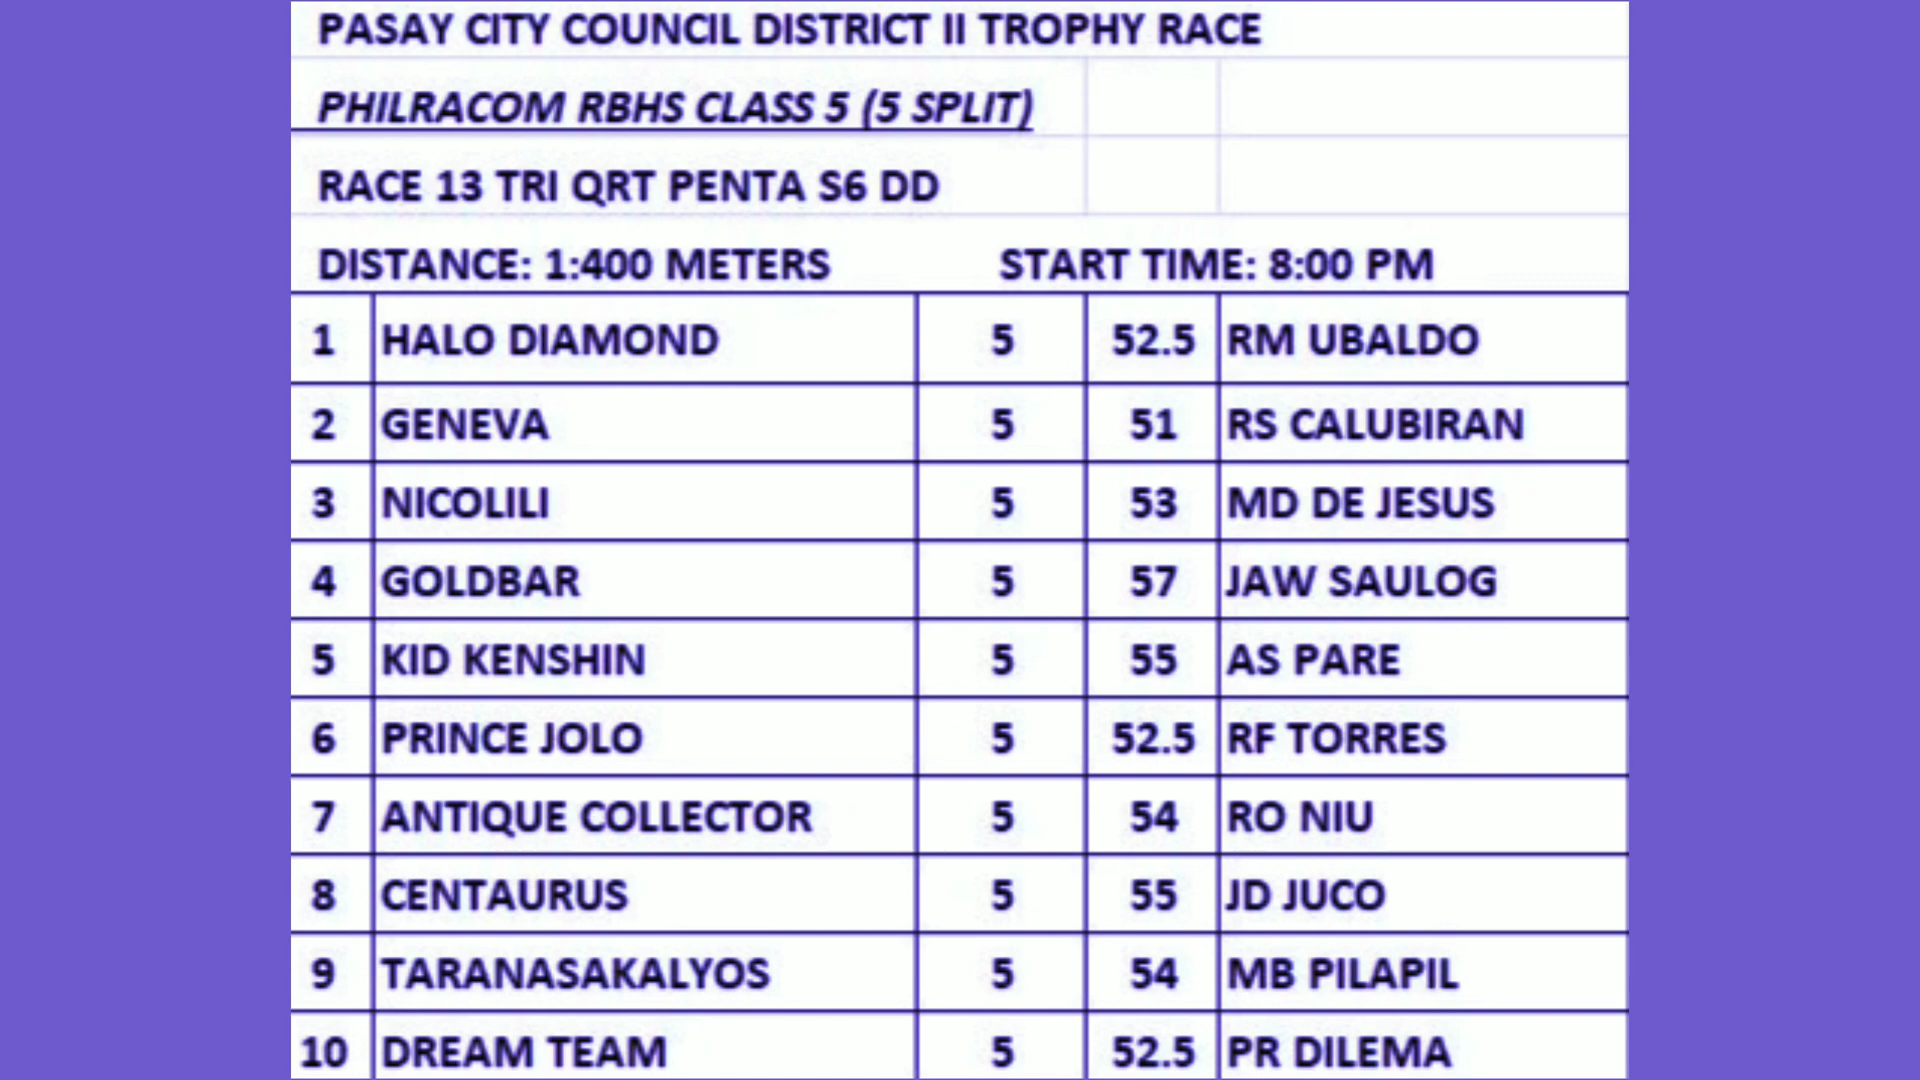 PASAY CITY COUNCIL DISTRICT II TROPHY RACE
PHILRACOM RBHS CLASS 5 (5 SPLIT)
RACE 13 TRI QRT PENTA S6 DD
DISTANCE: 1:400 METERS START TIME: 8:00 PM
1 HALO DIAMOND 5 52.5 RM UBALDO
2 GENEVA 5 51 RS CALUBIRAN
3 NICOLILI 5 53 MD DE JESUS
4 GOLDBAR 5 57 JAW SAULOG
5 KID KENSHIN 5 55 AS PARE
6 PRINCE JOLO 5 52.5 RF TORRES
7 ANTIQUE COLLECTOR 5 54 RO NIU
8 CENTAURUS 5 55 JD JUCO
9 TARANASAKALYOS 5 54 MB PILAPIL
10 DREAM TEAM 5 52.5 PR DILEMA